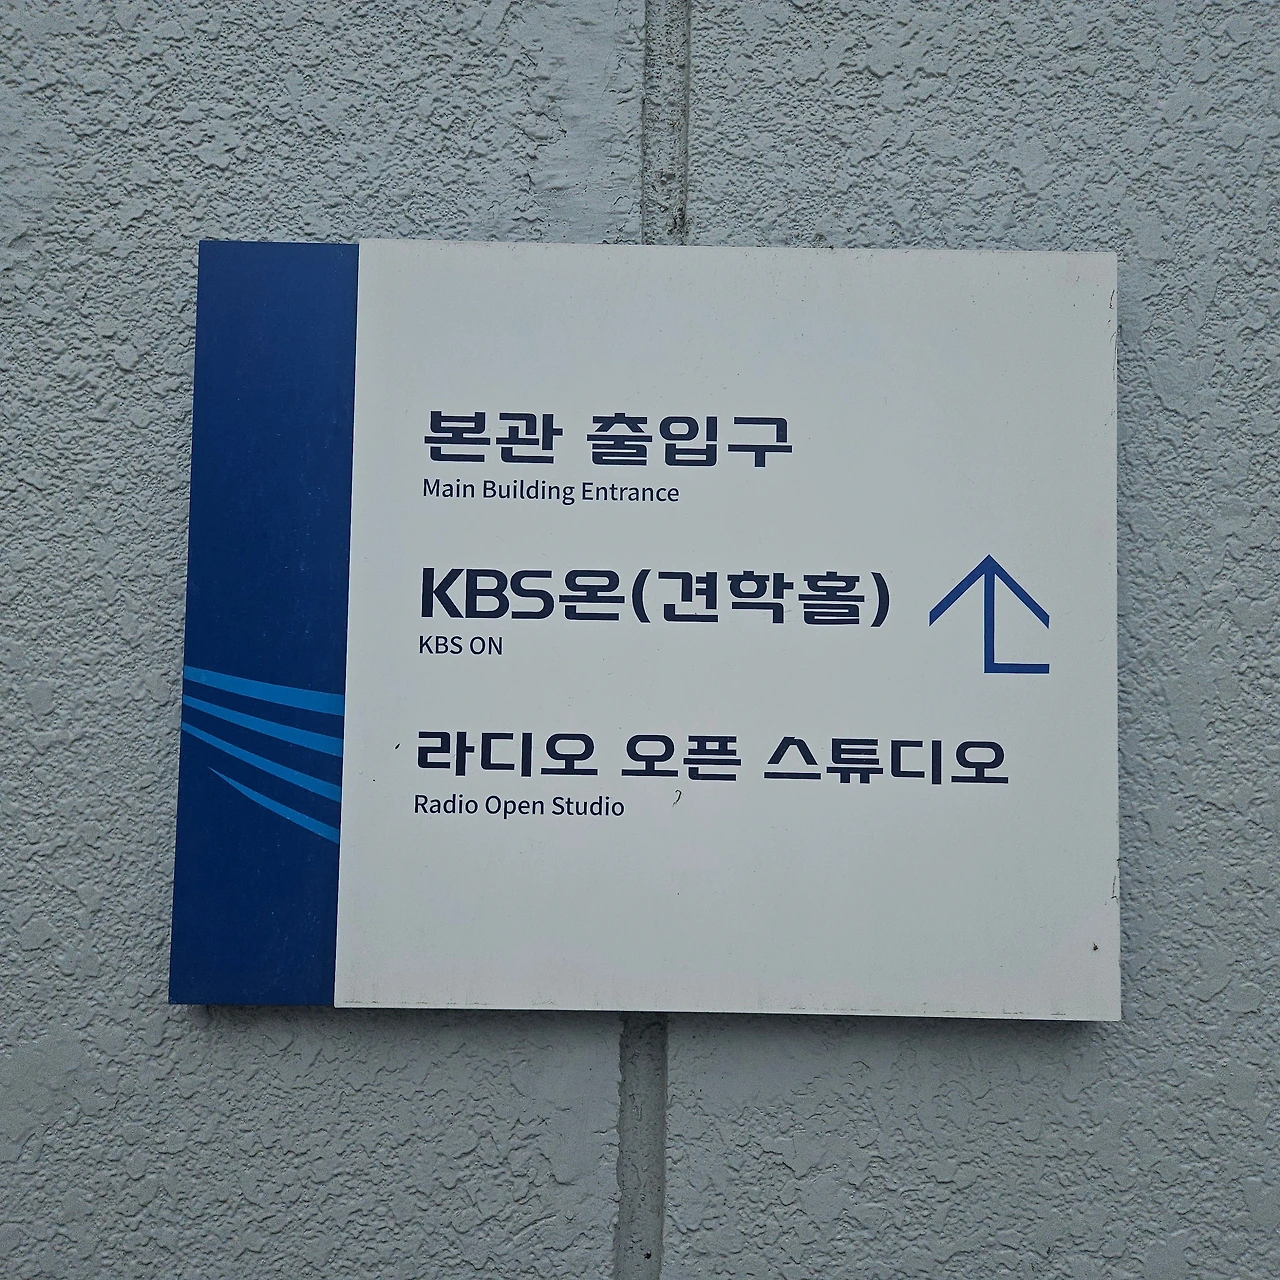 본관 출입구
Main Building Entrance
KBS온(견학홀)
KBS ON
라디오 오픈 스튜디오
Radio Open Studio